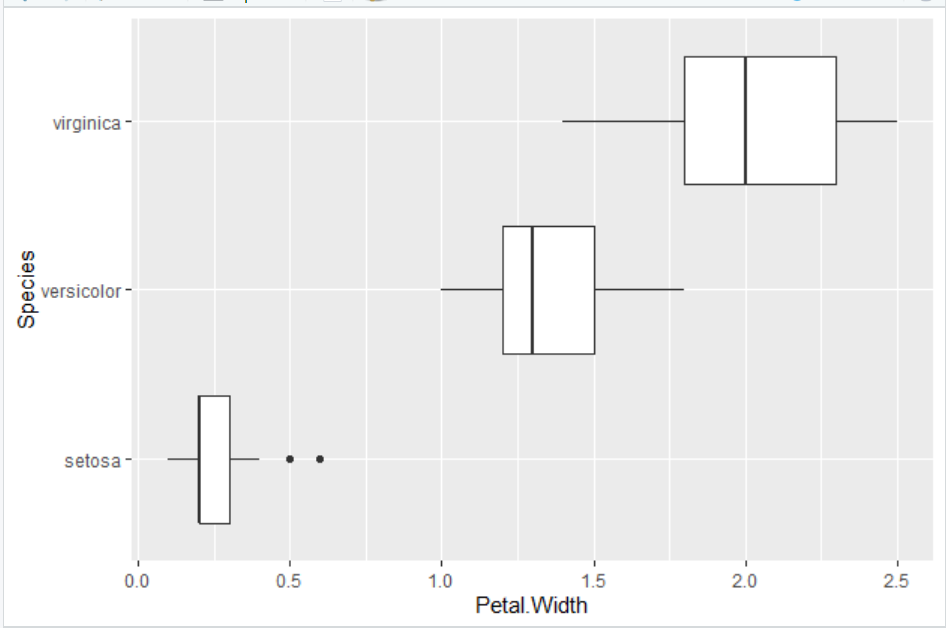 virginica
Species
versicolor
setosa
0.0 0.5 1.0 1.5 2.0 2.5
Petal.Width